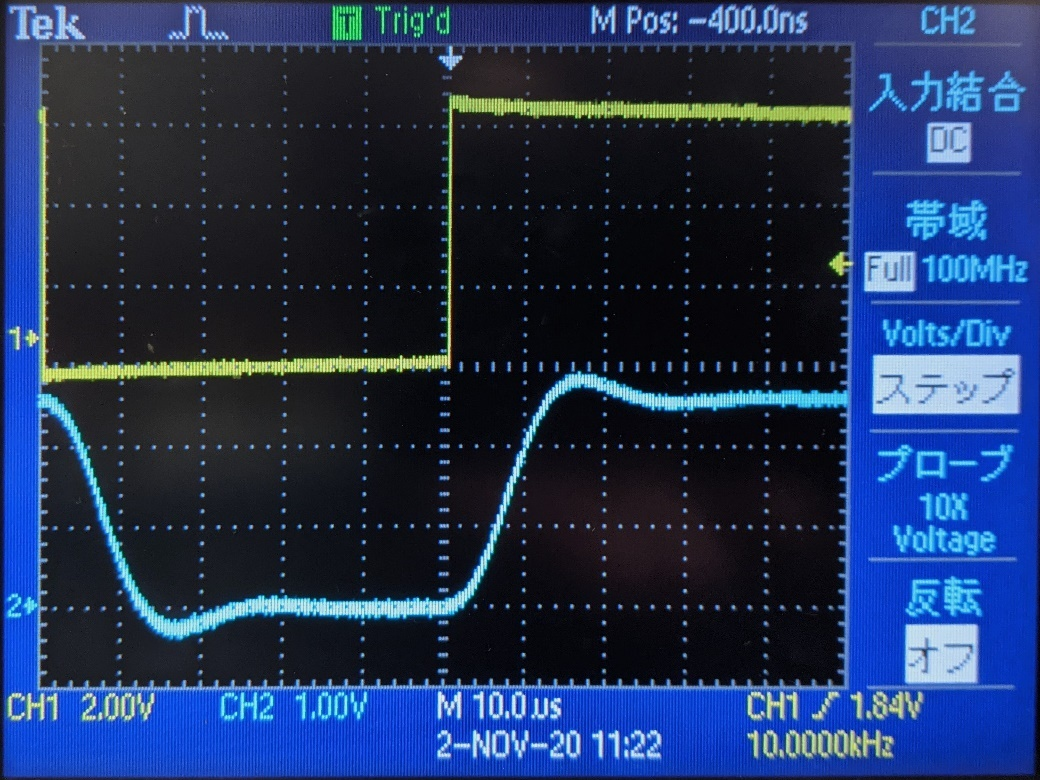 Tek T Trig'd M Pos: -400.0ns CH2
入力結合
DC
帯域
Full 100MHz
1
Volts/Div
ステップ
プローブ
10X
Voltage
2
反転
オフ
CH1 2.00V CH2 1.00V M 10.0us CH1 1.84V
2-NOV-20 11:22 10.0000kHz